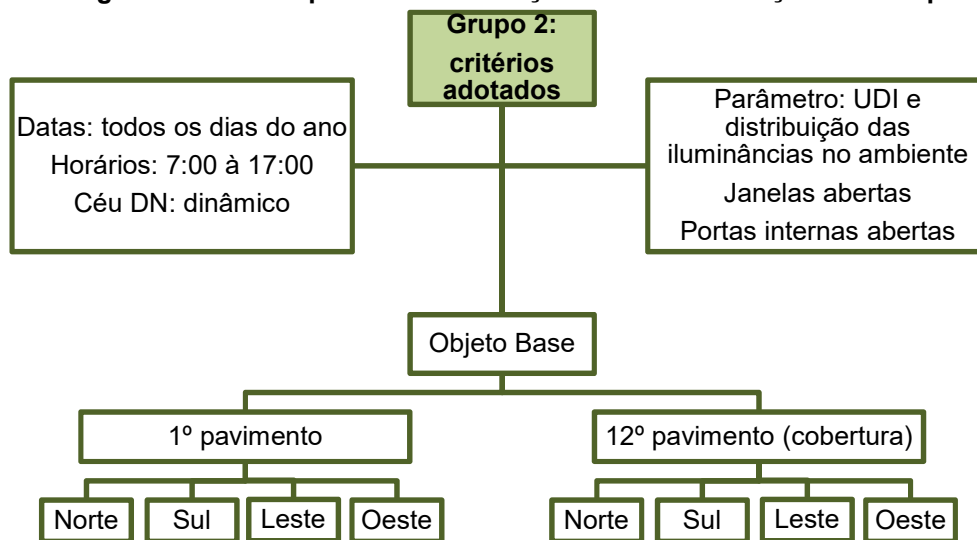 Grupo 2:
critérios
adotados
Datas: todos os dias do ano
Horários: 7:00 à 17:00
Céu DN: dinâmico
Parâmetro: UDI e
distribuição das
iluminâncias no ambiente
Janelas abertas
Portas internas abertas
Objeto Base
1º pavimento
12º pavimento (cobertura)
Norte
Sul
Leste
Oeste
Norte
Sul
Leste
Oeste